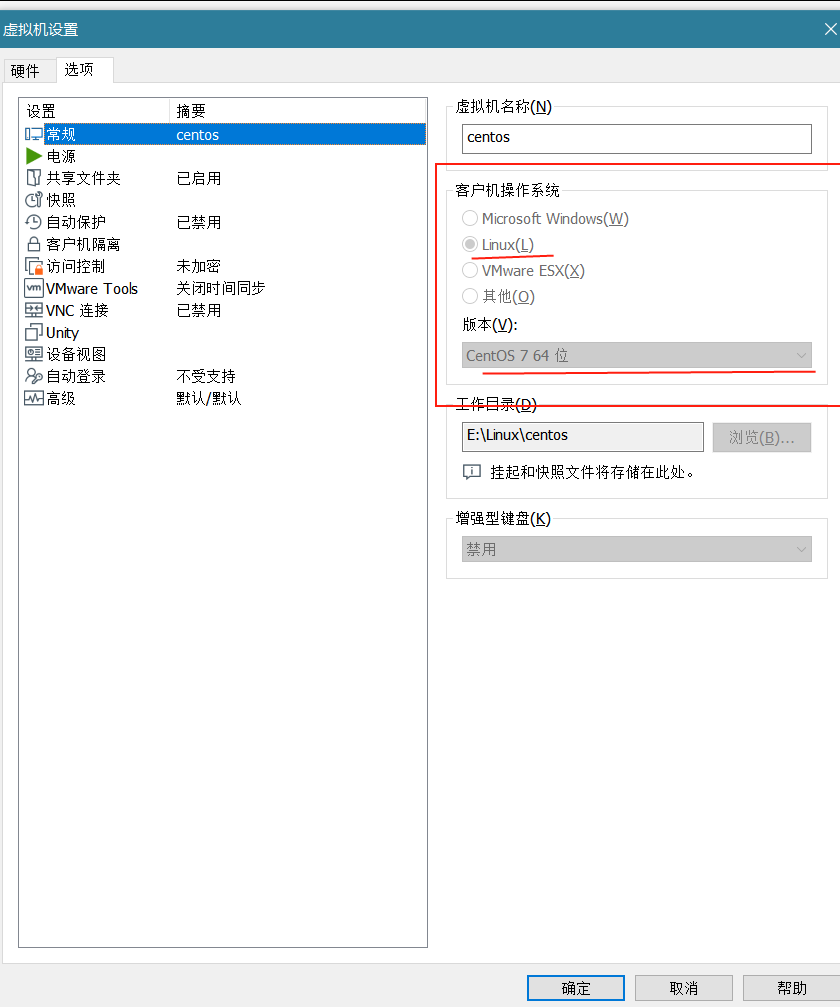 虚拟机设置
硬件 选项
设置 摘要
常规 centos
电源
共享文件夹 已启用
快照
自动保护 已禁用
客户机隔离
访问控制 未加密
vm VMware Tools 关闭时间同步
VNC 连接 已禁用
Unity
设备视图
自动登录 不受支持
高级 默认/默认
虚拟机名称(N)
centos
客户机操作系统
Microsoft Windows(W)
Linux(L)
VMware ESX(X)
其他(O)
版本(V):
CentOS 7 64 位
工作目录(D)
E:\Linux\centos 浏览(B)...
挂起和快照文件将存储在此处。
增强型键盘(K)
禁用
确定 取消 帮助